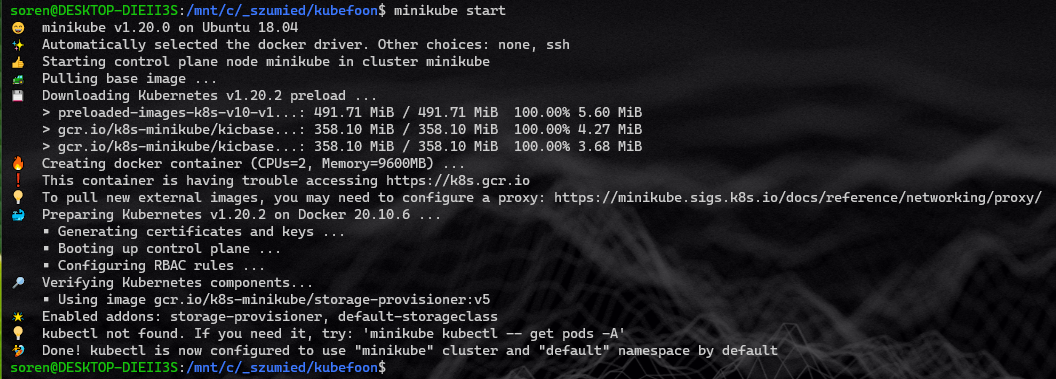 soren@DESKTOP-DIEII3S:/mnt/c/_szumied/kubefoon$ minikube start
😄 minikube v1.20.0 on Ubuntu 18.04
✨ Automatically selected the docker driver. Other choices: none, ssh
👍 Starting control plane node minikube in cluster minikube
🚜 Pulling base image ...
💾 Downloading Kubernetes v1.20.2 preload ...
> preloaded-images-k8s-v10-v1...: 491.71 MiB / 491.71 MiB 100.00% 5.60 MiB
> gcr.io/k8s-minikube/kicbase...: 358.10 MiB / 358.10 MiB 100.00% 4.27 MiB
> gcr.io/k8s-minikube/kicbase...: 358.10 MiB / 358.10 MiB 100.00% 3.68 MiB
🔥 Creating docker container (CPUs=2, Memory=9600MB) ...
❗ This container is having trouble accessing https://k8s.gcr.io
💡 To pull new external images, you may need to configure a proxy: https://minikube.sigs.k8s.io/docs/reference/networking/proxy/
🐳 Preparing Kubernetes v1.20.2 on Docker 20.10.6 ...
▪ Generating certificates and keys ...
▪ Booting up control plane ...
▪ Configuring RBAC rules ...
🔎 Verifying Kubernetes components...
▪ Using image gcr.io/k8s-minikube/storage-provisioner:v5
🌟 Enabled addons: storage-provisioner, default-storageclass
💡 kubectl not found. If you need it, try: 'minikube kubectl -- get pods -A'
🏄 Done! kubectl is now configured to use "minikube" cluster and "default" namespace by default
soren@DESKTOP-DIEII3S:/mnt/c/_szumied/kubefoon$